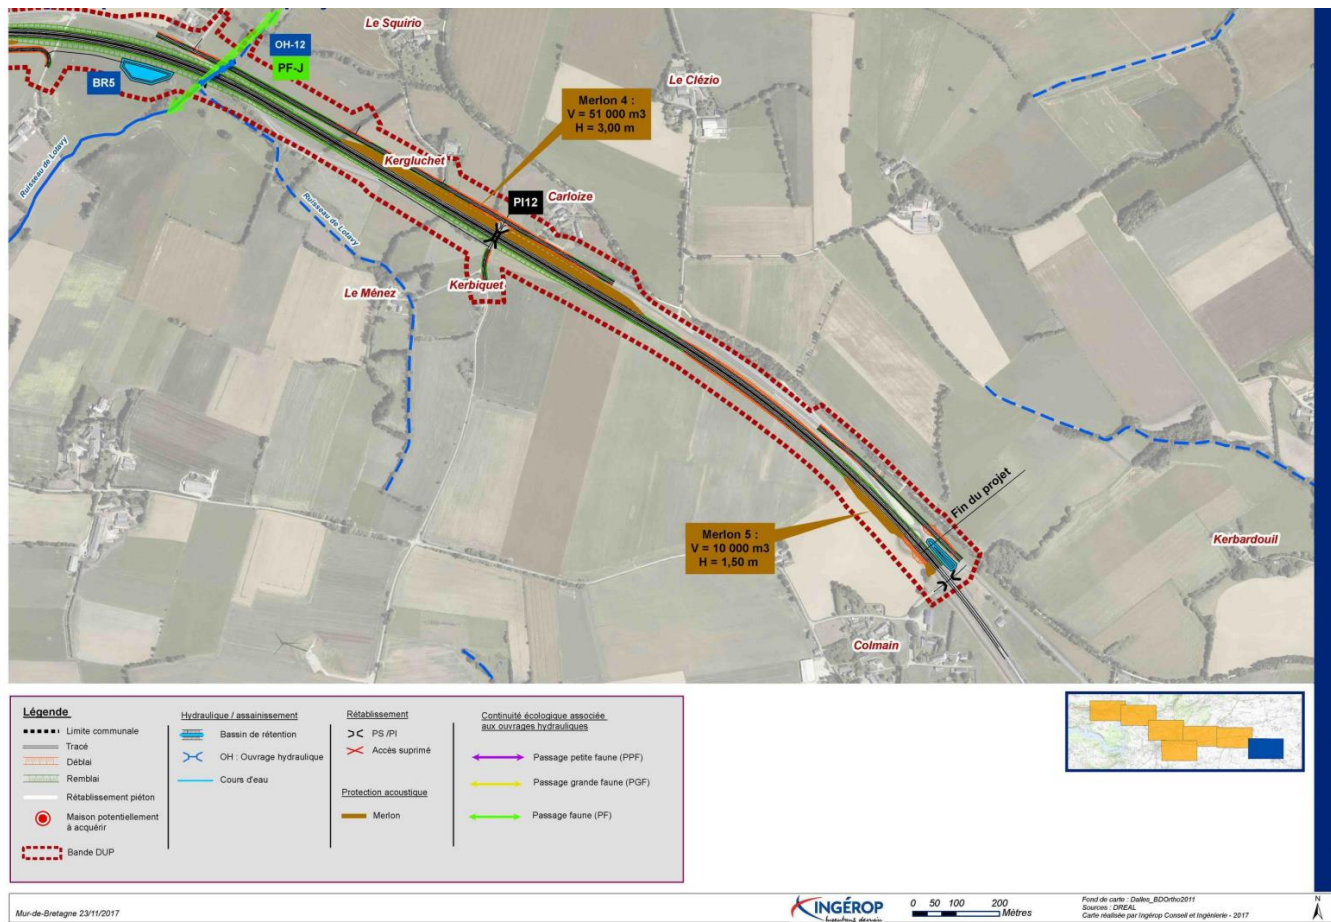 Le Squirio
OH-12
PF-J
BR5
Le Clézio
Merlon 4 :
V = 51 000 m3
H = 3,00 m
Ruisseau de Lotavy
Kergluchet
PI12
Carloize
Ruisseau de Lotavy
Le Ménez
Kerbiquet
Fin du projet
Merlon 5 :
V = 10 000 m3
H = 1,50 m
Kerbardouil
Colmain
Légende
Limite communale
Tracé
Déblai
Remblai
Rétablissement piéton
Maison potentiellement
à acquérir
Bande DUP
Hydraulique / assainissement
Bassin de rétention
OH : Ouvrage hydraulique
Cours d'eau
Rétablissement
PS /PI
Accès suprimé
Protection acoustique
Merlon
Continuité écologique associée
aux ouvrages hydrauliques
Passage petite faune (PPF)
Passage grande faune (PGF)
Passage faune (PF)
Mur-de-Bretagne 23/11/2017
INGÉROP
Inventons demain
0 50 100 200
Mètres
Fond de carte : Dalles_BDOrtho2011
Sources : DREAL
Carte réalisée par Ingérop Conseil et Ingénierie - 2017
N